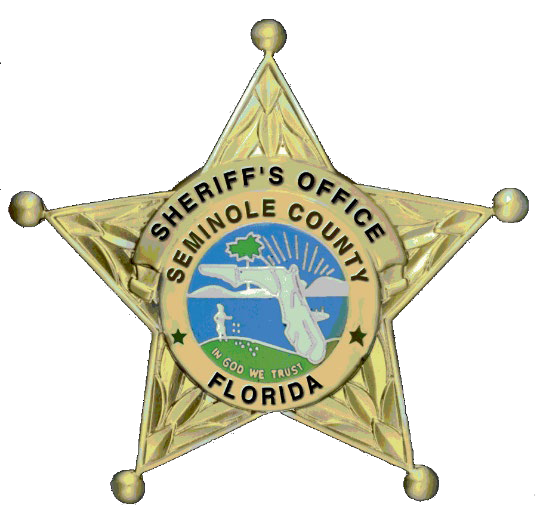 SHERIFF'S OFFICE
SEMINOLE COUNTY
IN GOD WE TRUST
FLORIDA